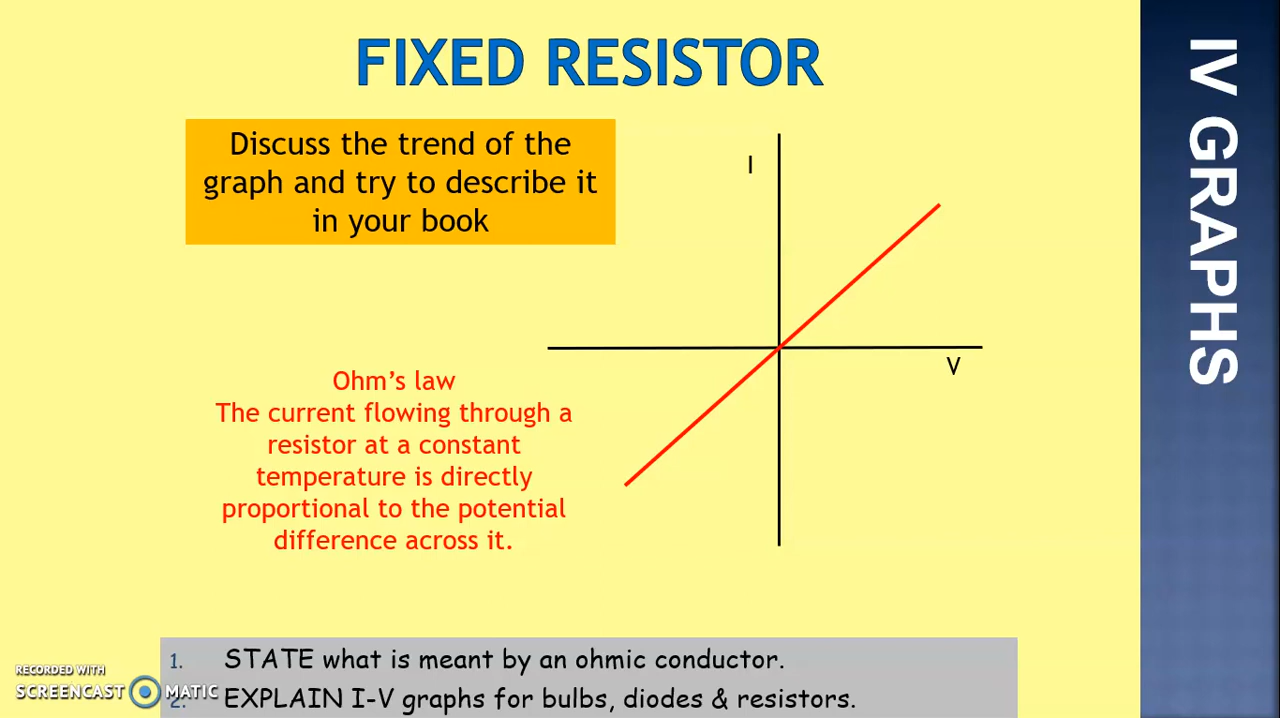 FIXED RESISTOR
Discuss the trend of the
graph and try to describe it
in your book
I
V
Ohm’s law
The current flowing through a
resistor at a constant
temperature is directly
proportional to the potential
difference across it.
1. STATE what is meant by an ohmic conductor.
2. EXPLAIN I-V graphs for bulbs, diodes & resistors.
IV GRAPHS
RECORDED WITH
SCREENCAST MATIC